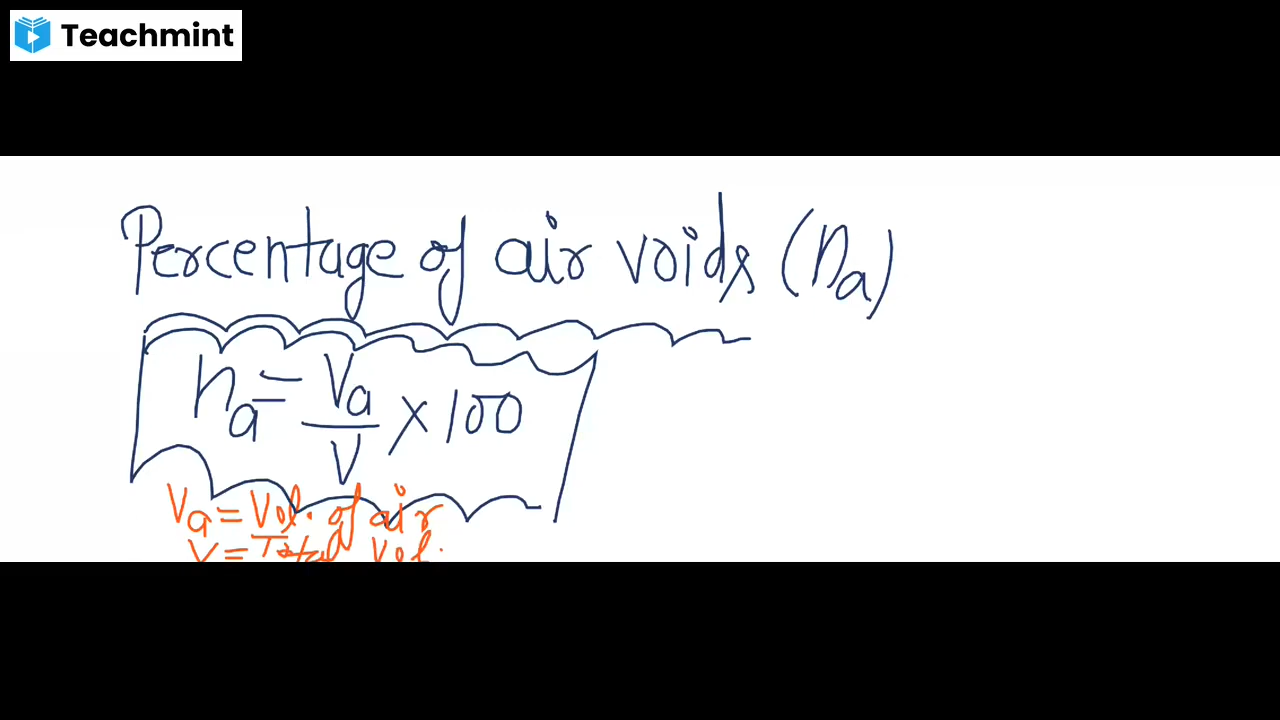 Teachmint
Percentage of air voids (na)
na = Va/V × 100
Va = Vol. of air
V = Total Vol.